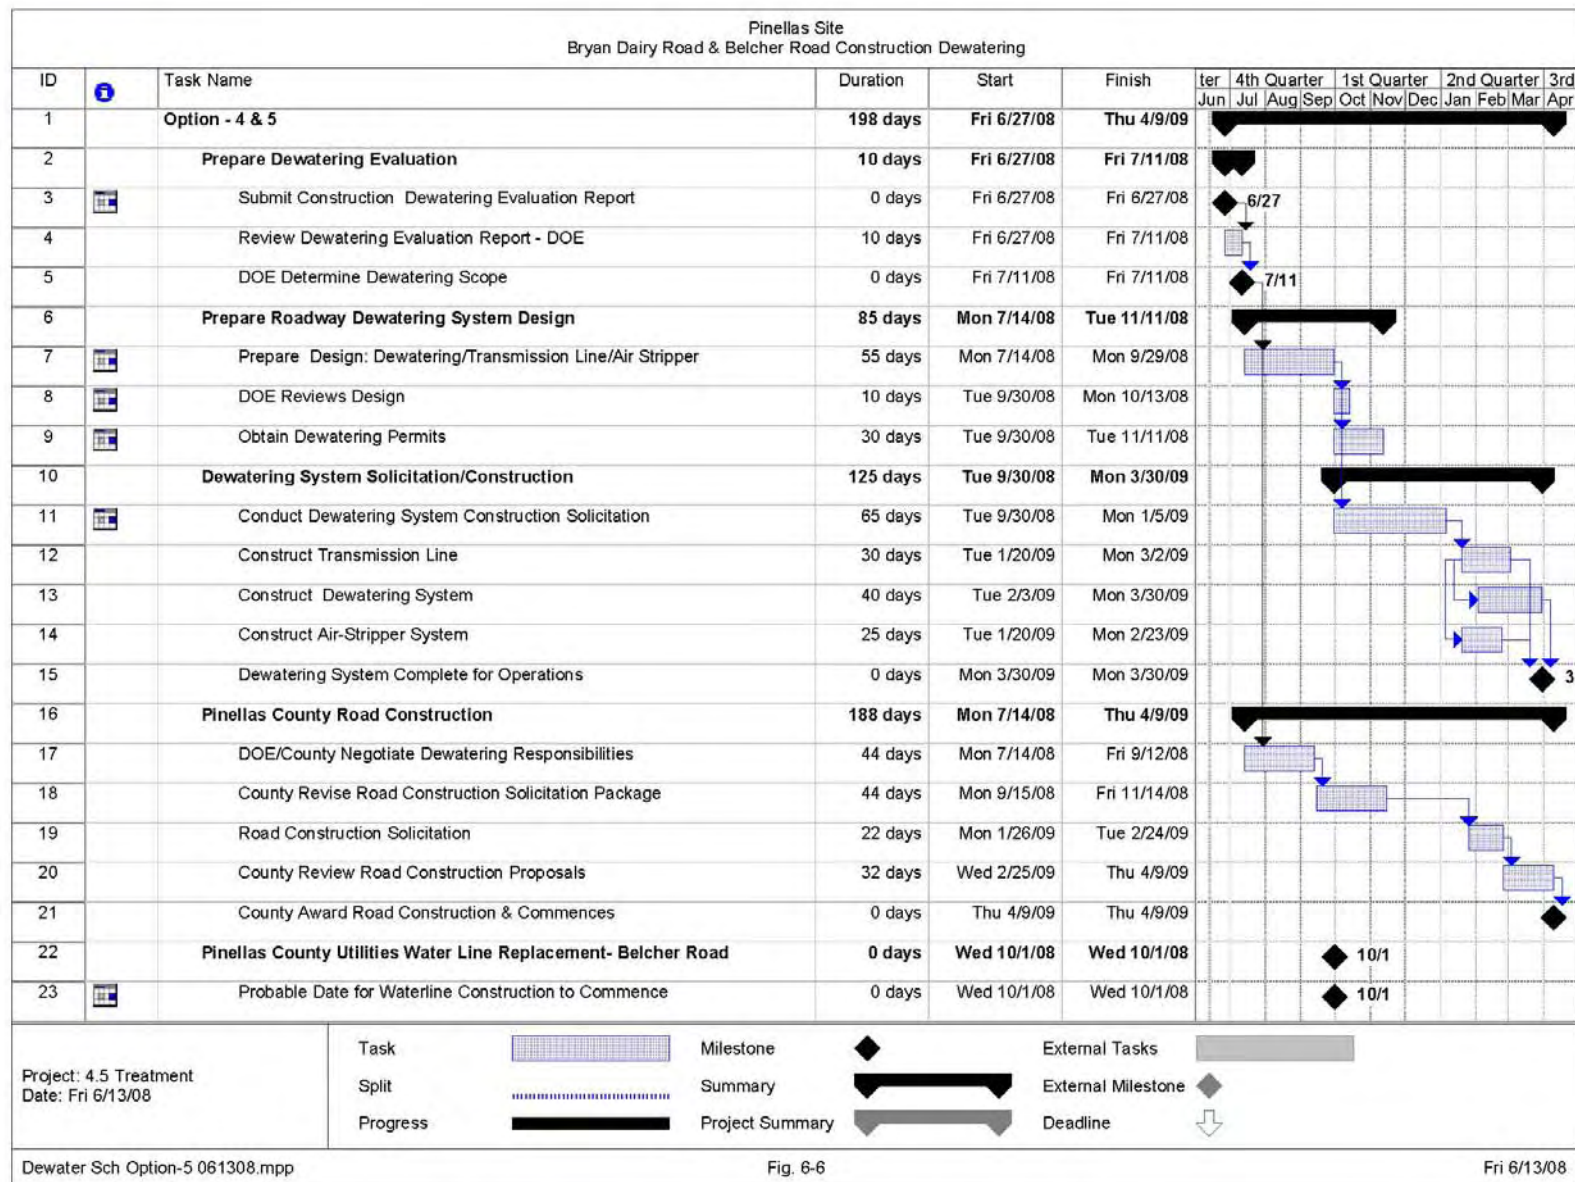 Pinellas Site
Bryan Dairy Road & Belcher Road Construction Dewatering
ID Task Name Duration Start Finish ter 4th Quarter 1st Quarter 2nd Quarter 3rd
Jun Jul Aug Sep Oct Nov Dec Jan Feb Mar Apr
1 Option - 4 & 5 198 days Fri 6/27/08 Thu 4/9/09
2 Prepare Dewatering Evaluation 10 days Fri 6/27/08 Fri 7/11/08
3 Submit Construction Dewatering Evaluation Report 0 days Fri 6/27/08 Fri 6/27/08 6/27
4 Review Dewatering Evaluation Report - DOE 10 days Fri 6/27/08 Fri 7/11/08
5 DOE Determine Dewatering Scope 0 days Fri 7/11/08 Fri 7/11/08 7/11
6 Prepare Roadway Dewatering System Design 85 days Mon 7/14/08 Tue 11/11/08
7 Prepare Design: Dewatering/Transmission Line/Air Stripper 55 days Mon 7/14/08 Mon 9/29/08
8 DOE Reviews Design 10 days Tue 9/30/08 Mon 10/13/08
9 Obtain Dewatering Permits 30 days Tue 9/30/08 Tue 11/11/08
10 Dewatering System Solicitation/Construction 125 days Tue 9/30/08 Mon 3/30/09
11 Conduct Dewatering System Construction Solicitation 65 days Tue 9/30/08 Mon 1/5/09
12 Construct Transmission Line 30 days Tue 1/20/09 Mon 3/2/09
13 Construct Dewatering System 40 days Tue 2/3/09 Mon 3/30/09
14 Construct Air-Stripper System 25 days Tue 1/20/09 Mon 2/23/09
15 Dewatering System Complete for Operations 0 days Mon 3/30/09 Mon 3/30/09 3
16 Pinellas County Road Construction 188 days Mon 7/14/08 Thu 4/9/09
17 DOE/County Negotiate Dewatering Responsibilities 44 days Mon 7/14/08 Fri 9/12/08
18 County Revise Road Construction Solicitation Package 44 days Mon 9/15/08 Fri 11/14/08
19 Road Construction Solicitation 22 days Mon 1/26/09 Tue 2/24/09
20 County Review Road Construction Proposals 32 days Wed 2/25/09 Thu 4/9/09
21 County Award Road Construction & Commences 0 days Thu 4/9/09 Thu 4/9/09
22 Pinellas County Utilities Water Line Replacement- Belcher Road 0 days Wed 10/1/08 Wed 10/1/08 10/1
23 Probable Date for Waterline Construction to Commence 0 days Wed 10/1/08 Wed 10/1/08 10/1
Project: 4.5 Treatment
Date: Fri 6/13/08
Task Milestone External Tasks
Split Summary External Milestone
Progress Project Summary Deadline
Dewater Sch Option-5 061308.mpp Fig. 6-6 Fri 6/13/08